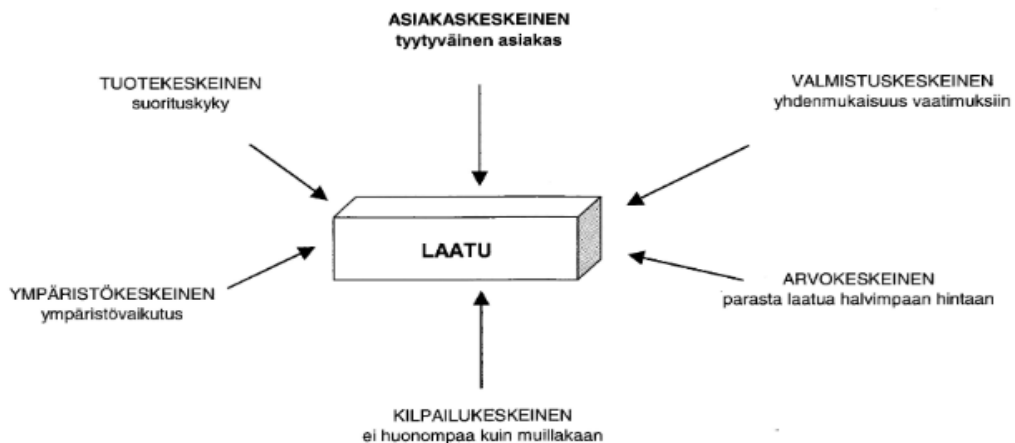 ASIAKASKESKEINEN
tyytyväinen asiakas
TUOTEKESKEINEN
suorituskyky
VALMISTUSKESKEINEN
yhdenmukaisuus vaatimuksiin
LAATU
YMPÄRISTÖKESKEINEN
ympäristövaikutus
ARVOKESKEINEN
parasta laatua halvimpaan hintaan
KILPAILUKESKEINEN
ei huonompaa kuin muillakaan